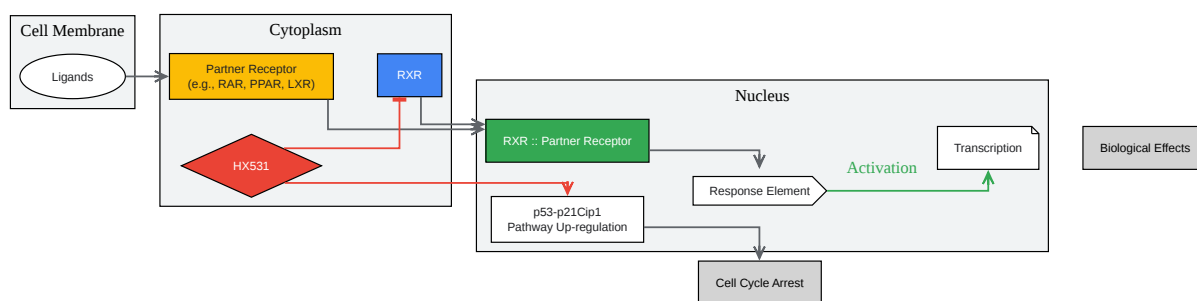 Cell Membrane
Ligands
Cytoplasm
Partner Receptor
(e.g., RAR, PPAR, LXR)
RXR
HX531
Nucleus
RXR :: Partner Receptor
Response Element
Activation
Transcription
p53-p21Cip1
Pathway Up-regulation
Cell Cycle Arrest
Biological Effects